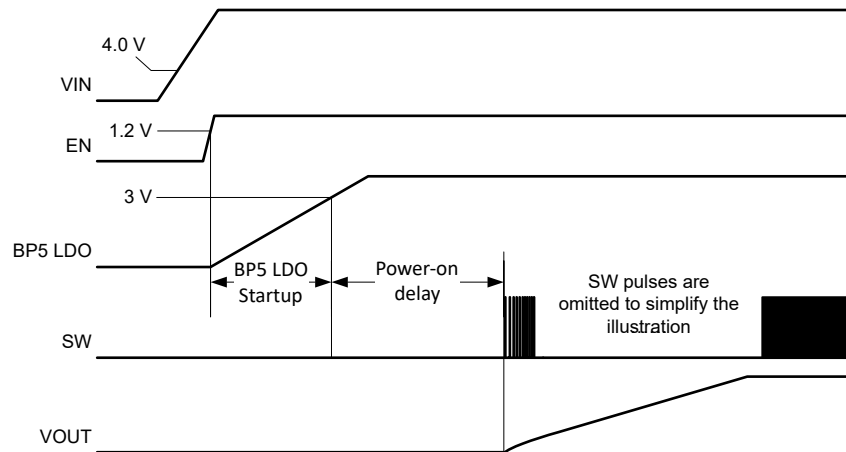 4.0 V
VIN
1.2 V
EN
3 V
BP5 LDO
BP5 LDO
Startup
Power-on
delay
SW pulses are
omitted to simplify the
illustration
SW
VOUT